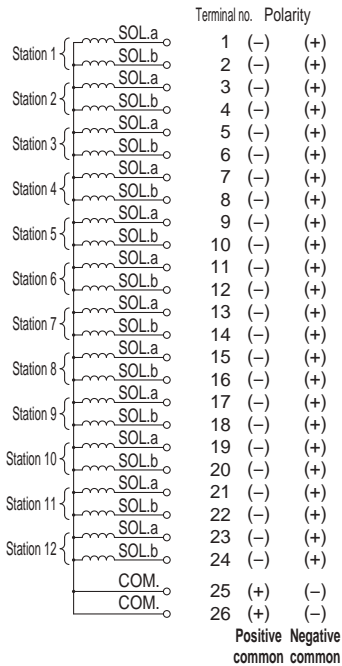 Terminal no. Polarity
Station 1 SOL.a 1 (–) (+)
SOL.b 2 (–) (+)
Station 2 SOL.a 3 (–) (+)
SOL.b 4 (–) (+)
Station 3 SOL.a 5 (–) (+)
SOL.b 6 (–) (+)
Station 4 SOL.a 7 (–) (+)
SOL.b 8 (–) (+)
Station 5 SOL.a 9 (–) (+)
SOL.b 10 (–) (+)
Station 6 SOL.a 11 (–) (+)
SOL.b 12 (–) (+)
Station 7 SOL.a 13 (–) (+)
SOL.b 14 (–) (+)
Station 8 SOL.a 15 (–) (+)
SOL.b 16 (–) (+)
Station 9 SOL.a 17 (–) (+)
SOL.b 18 (–) (+)
Station 10 SOL.a 19 (–) (+)
SOL.b 20 (–) (+)
Station 11 SOL.a 21 (–) (+)
SOL.b 22 (–) (+)
Station 12 SOL.a 23 (–) (+)
SOL.b 24 (–) (+)
COM. 25 (+) (–)
COM. 26 (+) (–)
Positive Negative
common common